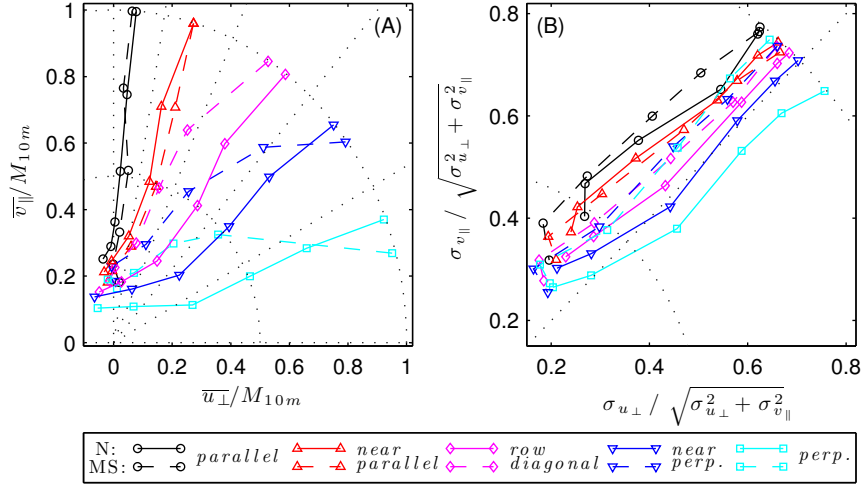 (A)
1
0.8
0.6
0.4
0.2
0
0 0.2 0.4 0.6 0.8 1
v∥/M10m
u⊥/M10m
(B)
0.8
0.6
0.4
0.2
0.2 0.4 0.6 0.8
σv∥ / √σ²u⊥ + σ²v∥
σu⊥ / √σ²u⊥ + σ²v∥
N: parallel near row near perp.
MS: parallel diagonal perp.